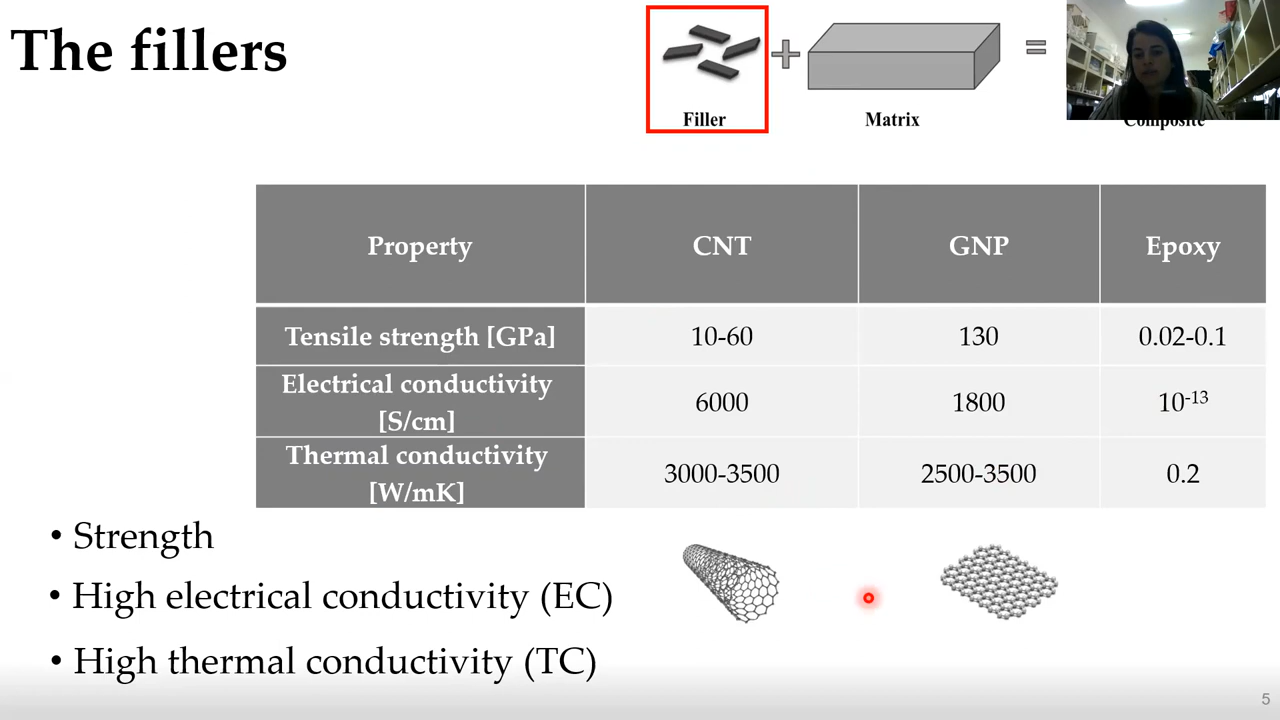 The fillers
Filler
Matrix
Composite
Property CNT GNP Epoxy
Tensile strength [GPa] 10-60 130 0.02-0.1
Electrical conductivity
[S/cm] 6000 1800 10⁻¹³
Thermal conductivity
[W/mK] 3000-3500 2500-3500 0.2
• Strength
• High electrical conductivity (EC)
• High thermal conductivity (TC)
5